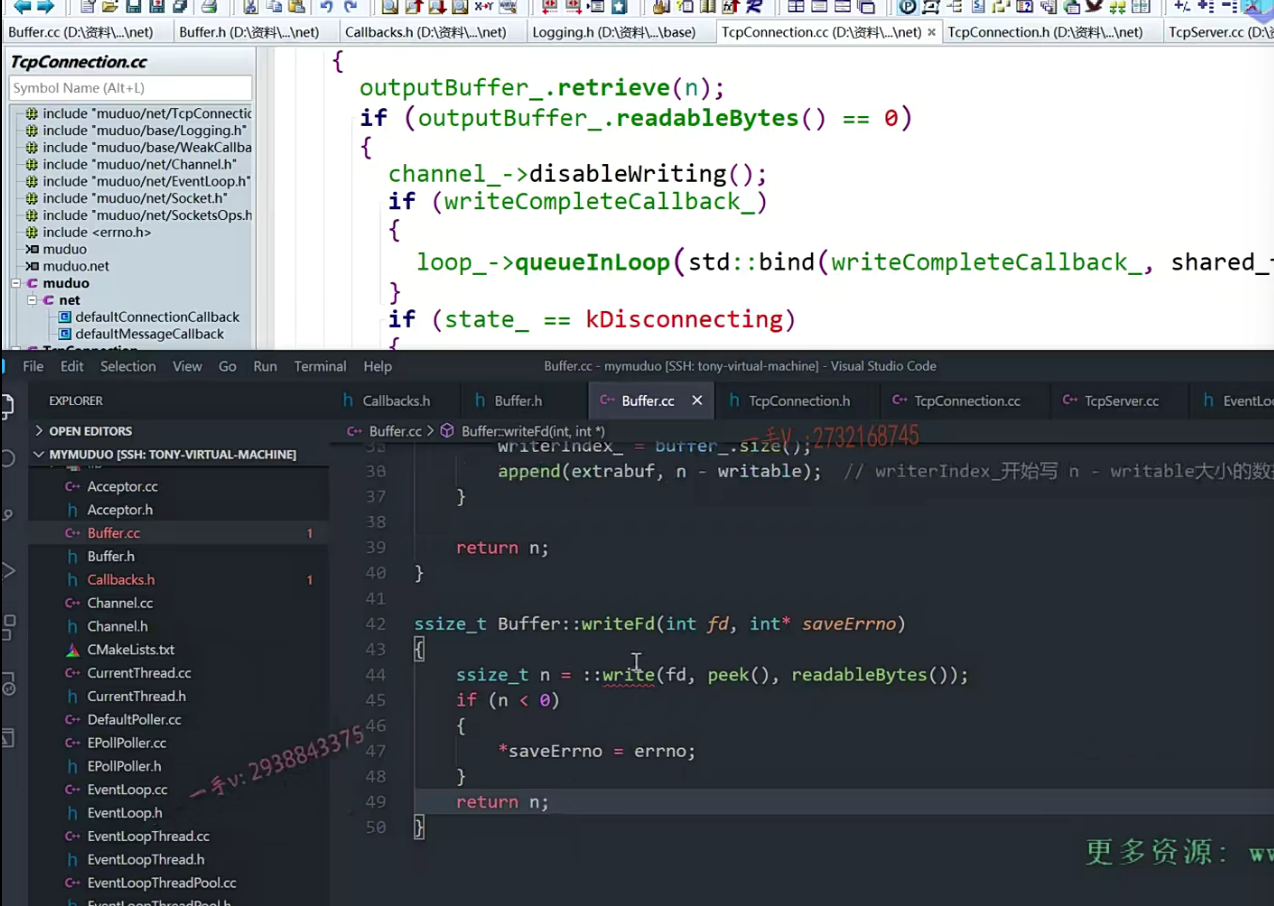 Buffer.cc (D:\资料\...\net)
Buffer.h (D:\资料\...\net)
Callbacks.h (D:\资料\...\net)
Logging.h (D:\资料\...\base)
TcpConnection.cc (D:\资料\...\net) ×
TcpConnection.h (D:\资料\...\net)
TcpServer.cc (D:\资料\...
TcpConnection.cc
Symbol Name (Alt+L)
include "muduo/net/TcpConnectic
include "muduo/base/Logging.h"
include "muduo/base/WeakCallba
include "muduo/net/Channel.h"
include "muduo/net/EventLoop.h"
include "muduo/net/Socket.h"
include "muduo/net/SocketsOps.h
include <errno.h>
muduo
muduo.net
muduo
net
defaultConnectionCallback
defaultMessageCallback
TcpConnection
{
outputBuffer_.retrieve(n);
if (outputBuffer_.readableBytes() == 0)
{
channel_->disableWriting();
if (writeCompleteCallback_)
{
loop_->queueInLoop(std::bind(writeCompleteCallback_, shared_
}
if (state_ == kDisconnecting)
{
File Edit Selection View Go Run Terminal Help
Buffer.cc - mymuduo [SSH: tony-virtual-machine] - Visual Studio Code
EXPLORER
OPEN EDITORS
MYMUDUO [SSH: TONY-VIRTUAL-MACHINE]
lib
Acceptor.cc
Acceptor.h
Buffer.cc 1
Buffer.h
Callbacks.h 1
Channel.cc
Channel.h
CMakeLists.txt
CurrentThread.cc
CurrentThread.h
DefaultPoller.cc
EPollPoller.cc
EPollPoller.h
EventLoop.cc
EventLoop.h
EventLoopThread.cc
EventLoopThread.h
EventLoopThreadPool.cc
EventLoopThreadPool.h
Callbacks.h
Buffer.h
Buffer.cc ×
TcpConnection.h
TcpConnection.cc
TcpServer.cc
EventLoo
Buffer.cc > Buffer::writeFd(int, int *)
一手V:2732168745
35 writerIndex_ = buffer_.size();
36 append(extrabuf, n - writable); // writerIndex_开始写 n - writable大小的数
37 }
38
39 return n;
40 }
41
42 ssize_t Buffer::writeFd(int fd, int* saveErrno)
43 {
44 ssize_t n = ::write(fd, peek(), readableBytes());
45 if (n < 0)
46 {
47 *saveErrno = errno;
48 }
49 return n;
50 }
一手v: 2938843375
更多资源: ww